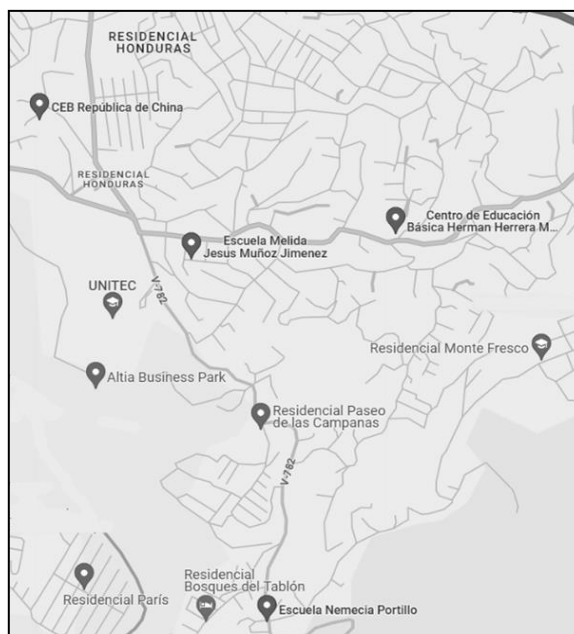 RESIDENCIAL
HONDURAS
CEB República de China
RESIDENCIAL
HONDURAS
Centro de Educación
Básica Herman Herrera M...
Escuela Melida
Jesus Muñoz Jimenez
V-782
UNITEC
Residencial Monte Fresco
Altia Business Park
Residencial Paseo
de las Campanas
V-782
Residencial
Bosques del Tablón
Residencial París
Escuela Nemecia Portillo